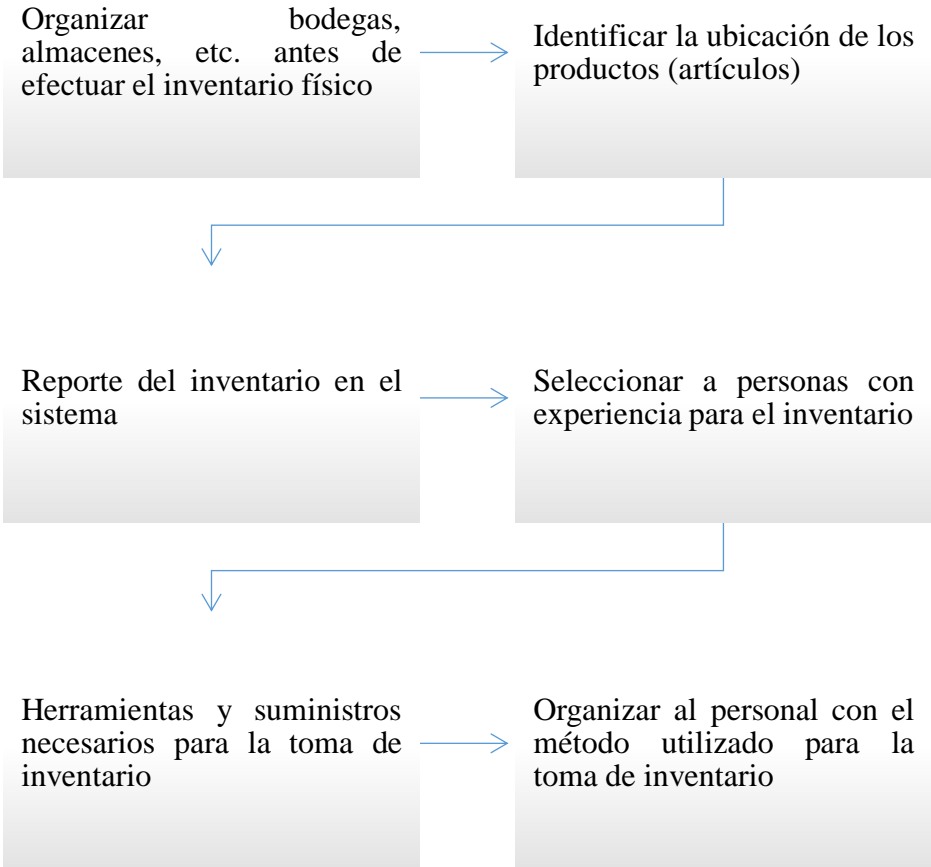 Organizar bodegas,
almacenes, etc. antes de
efectuar el inventario físico
Identificar la ubicación de los
productos (artículos)
Reporte del inventario en el
sistema
Seleccionar a personas con
experiencia para el inventario
Herramientas y suministros
necesarios para la toma de
inventario
Organizar al personal con el
método utilizado para la
toma de inventario